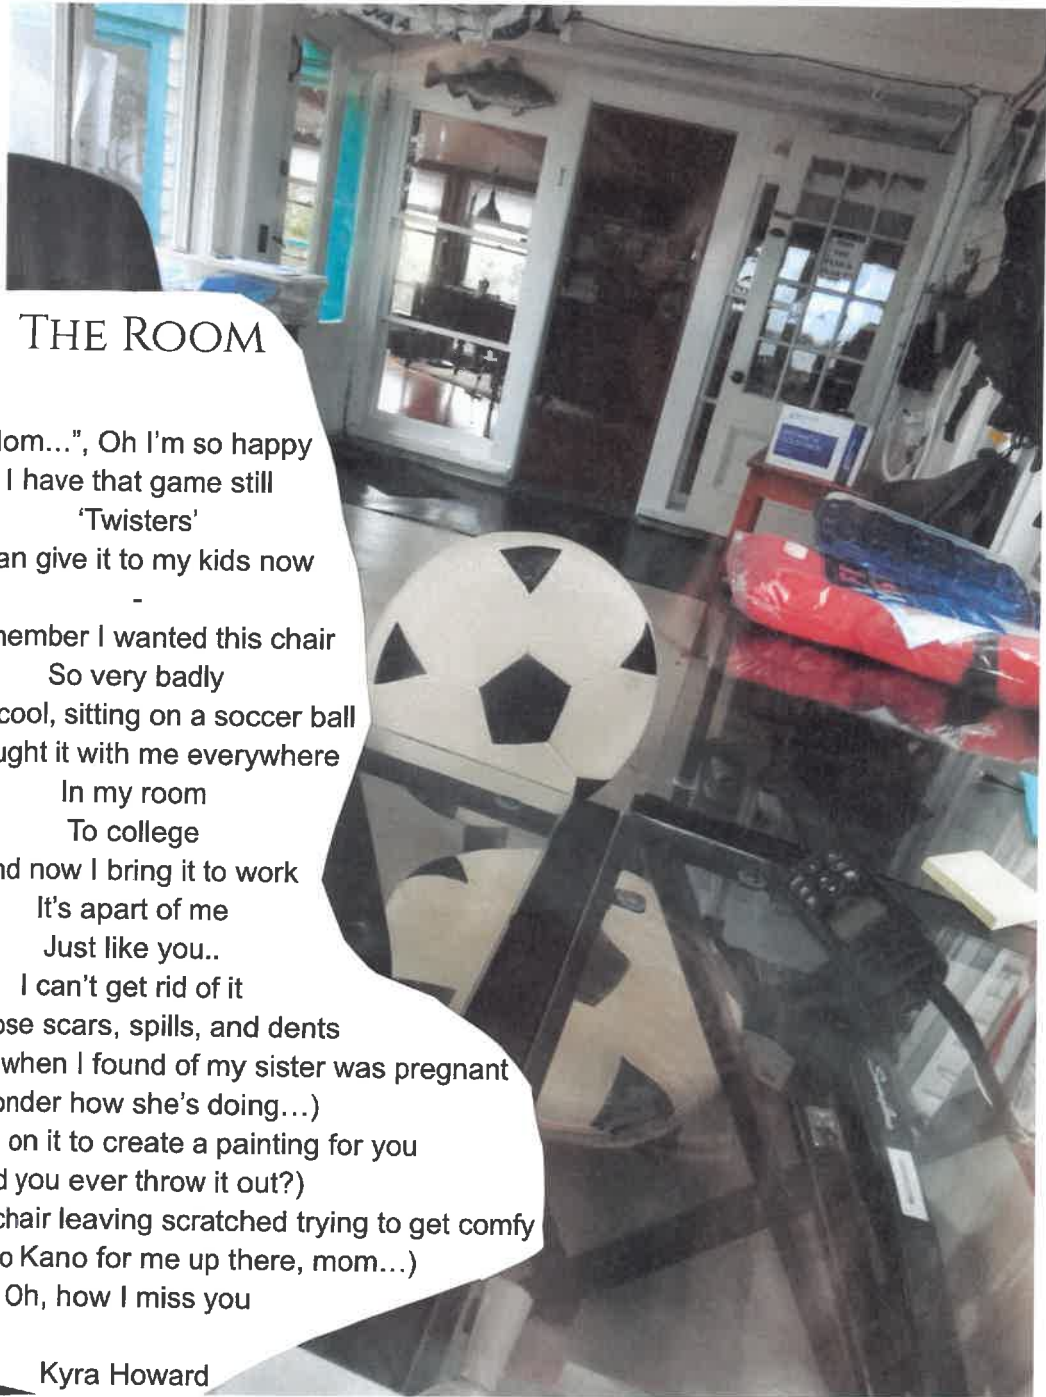 THE ROOM
om...", Oh I'm so happy
I have that game still
'Twisters'
an give it to my kids now
-
ember I wanted this chair
So very badly
cool, sitting on a soccer ball
ught it with me everywhere
In my room
To college
nd now I bring it to work
It's apart of me
Just like you..
I can't get rid of it
ose scars, spills, and dents
when I found of my sister was pregnant
onder how she's doing...)
on it to create a painting for you
d you ever throw it out?)
chair leaving scratched trying to get comfy
o Kano for me up there, mom...)
Oh, how I miss you
Kyra Howard